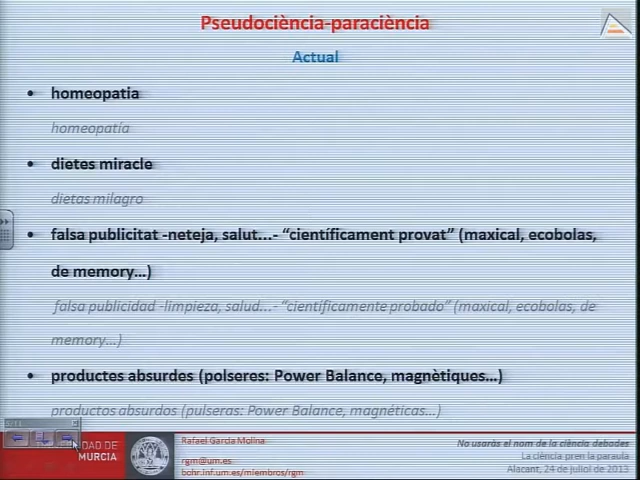 Pseudociència-paraciència
Actual
• homeopatia
homeopatía
• dietes miracle
dietas milagro
• falsa publicitat -neteja, salut...- “científicament provat” (maxical, ecobolas,
de memory...)
falsa publicidad -limpieza, salud...- “científicamente probado” (maxical, ecobolas, de
memory...)
• productes absurdes (polseres: Power Balance, magnètiques...)
productos absurdos (pulseras: Power Balance, magnéticas...)
DAD DE
MURCIA
Rafael Garcia Molina
rgm@um.es
bohr.inf.um.es/miembros/rgm
No usaràs el nom de la ciència debades
La ciència pren la paraula
Alacant, 24 de juliol de 2013